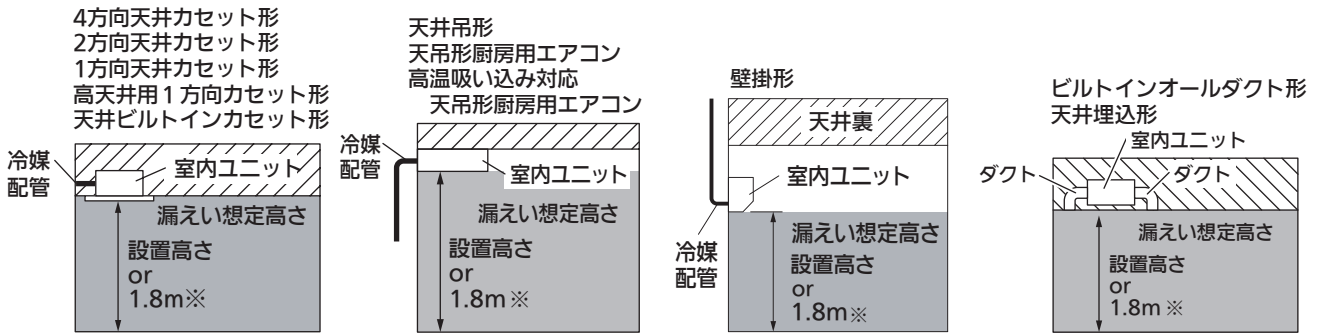 4方向天井カセット形
2方向天井カセット形
1方向天井カセット形
高天井用1方向カセット形
天井ビルトインカセット形
冷媒
配管
室内ユニット
漏えい想定高さ
設置高さ
or
1.8m※
天井吊形
天吊形厨房用エアコン
高温吸い込み対応
天吊形厨房用エアコン
冷媒
配管
室内ユニット
漏えい想定高さ
設置高さ
or
1.8m※
壁掛形
天井裏
室内ユニット
冷媒
配管
漏えい想定高さ
設置高さ
or
1.8m※
ビルトインオールダクト形
天井埋込形
室内ユニット
ダクト
ダクト
漏えい想定高さ
設置高さ
or
1.8m※